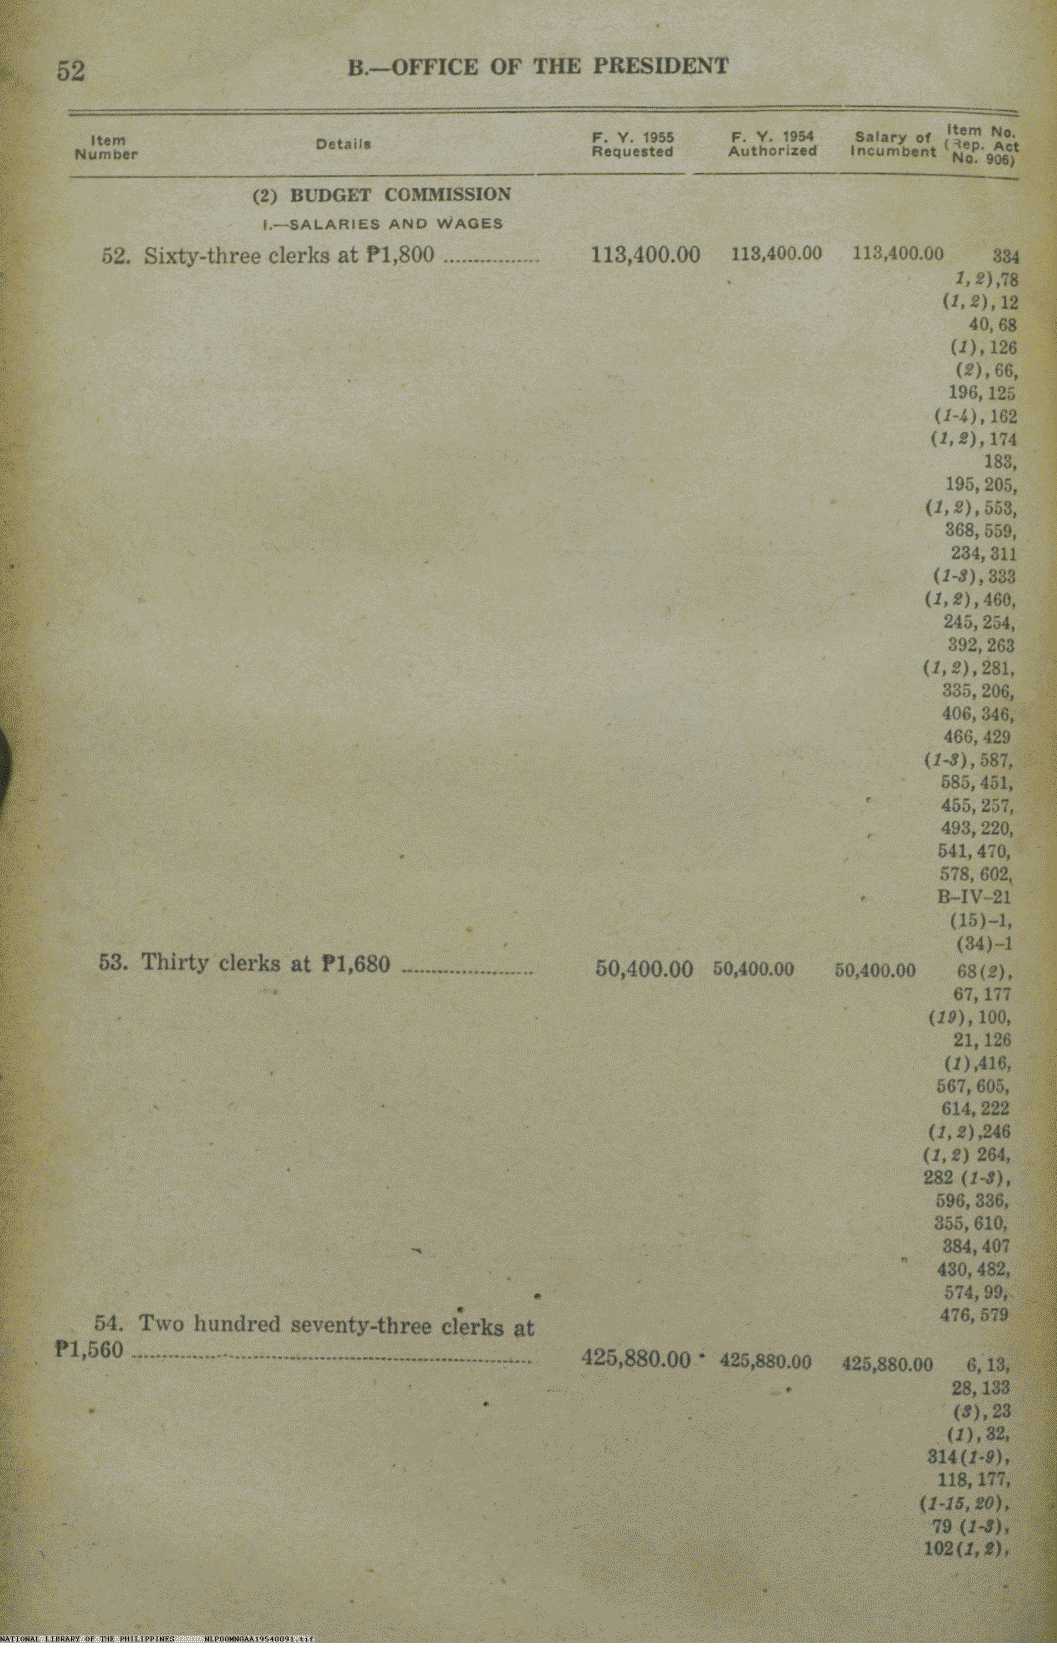 52
B.—OFFICE OF THE PRESIDENT
Item Number
Details
F. Y. 1955 Requested
F. Y. 1954 Authorized
Salary of Incumbent
Item No. (Rep. Act No. 906)
(2) BUDGET COMMISSION
I.—SALARIES AND WAGES
52. Sixty-three clerks at ₱1,800 ................ 113,400.00 113,400.00 113,400.00 334
1, 2),78
(1, 2), 12
40, 68
(1), 126
(2), 66,
196, 125
(1-4), 162
(1, 2), 174
183,
195, 205,
(1, 2), 553,
368, 559,
234, 311
(1-3), 333
(1, 2), 460,
245, 254,
392, 263
(1, 2), 281,
335, 206,
406, 346,
466, 429
(1-3), 587,
585, 451,
455, 257,
493, 220,
541, 470,
578, 602,
B-IV-21
(15)-1,
(34)-1
53. Thirty clerks at ₱1,680 ...................... 50,400.00 50,400.00 50,400.00 68(2),
67, 177
(19), 100,
21, 126
(1),416,
567, 605,
614, 222
(1, 2),246
(1, 2) 264,
282 (1-3),
596, 336,
355, 610,
384, 407
430, 482,
574, 99,
476, 579
54. Two hundred seventy-three clerks at
₱1,560 ................................................................ 425,880.00 425,880.00 425,880.00 6, 13,
28, 133
(3), 23
(1), 32,
314(1-9),
118, 177,
(1-15, 20),
79 (1-3),
102(1, 2),
NATIONAL LIBRARY OF THE PHILIPPINES NLPOOMNOAA19540091.tif